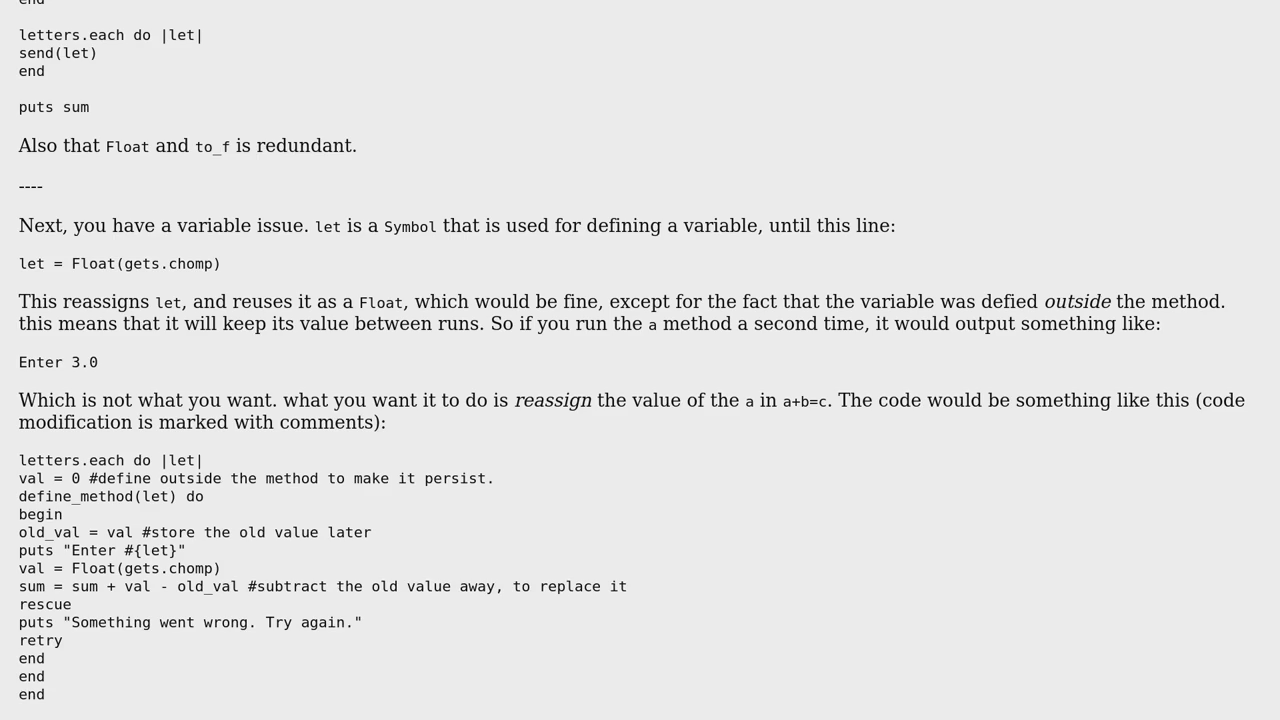 end
letters.each do |let|
send(let)
end
puts sum
Also that Float and to_f is redundant.
----
Next, you have a variable issue. let is a Symbol that is used for defining a variable, until this line:
let = Float(gets.chomp)
This reassigns let, and reuses it as a Float, which would be fine, except for the fact that the variable was defied outside the method.
this means that it will keep its value between runs. So if you run the a method a second time, it would output something like:
Enter 3.0
Which is not what you want. what you want it to do is reassign the value of the a in a+b=c. The code would be something like this (code
modification is marked with comments):
letters.each do |let|
val = 0 #define outside the method to make it persist.
define_method(let) do
begin
old_val = val #store the old value later
puts "Enter #{let}"
val = Float(gets.chomp)
sum = sum + val - old_val #subtract the old value away, to replace it
rescue
puts "Something went wrong. Try again."
retry
end
end
end